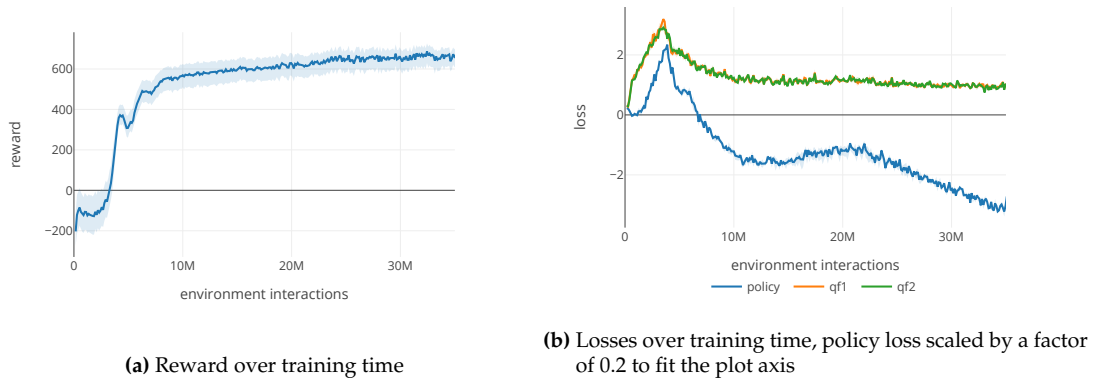 600
400
200
0
−200
reward
0
10M
20M
30M
environment interactions
(a) Reward over training time
2
0
−2
loss
0
10M
20M
30M
environment interactions
policy
qf1
qf2
(b) Losses over training time, policy loss scaled by a factor
of 0.2 to fit the plot axis